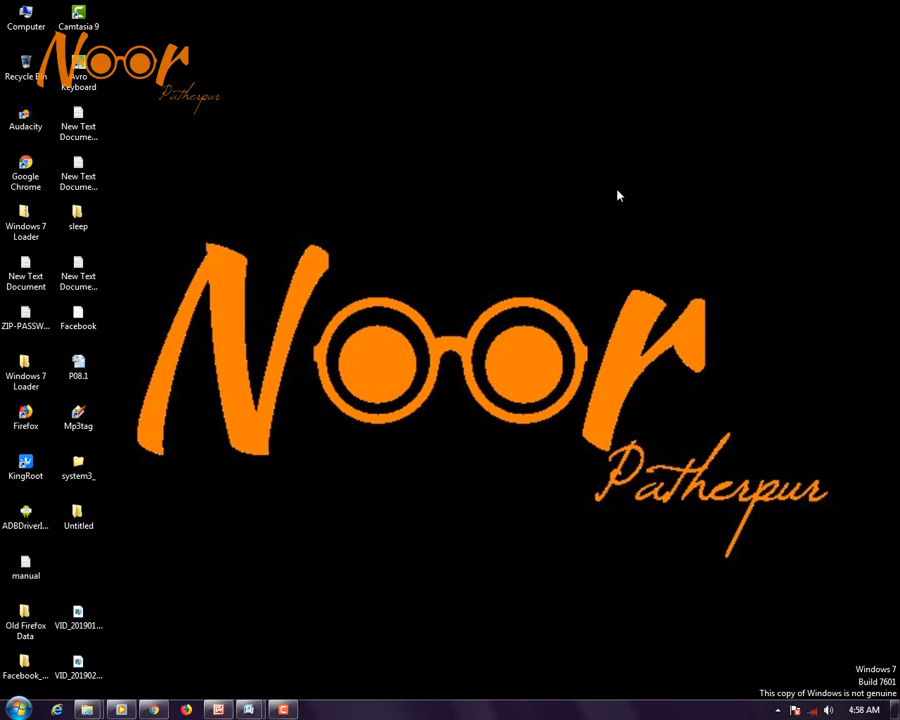 Computer
Camtasia 9
Noor
Patherpur
Recycle Bin
Avro
Keyboard
Audacity
New Text
Docume...
Google
Chrome
New Text
Docume...
Windows 7
Loader
sleep
New Text
Document
New Text
Docume...
ZIP-PASSW...
Facebook
Windows 7
Loader
P08.1
Firefox
Mp3tag
KingRoot
system3_
ADBDriverI...
Untitled
manual
Old Firefox
Data
VID_201901...
Facebook_...
VID_201902...
Noor
Patherpur
Windows 7
Build 7601
This copy of Windows is not genuine
4:58 AM